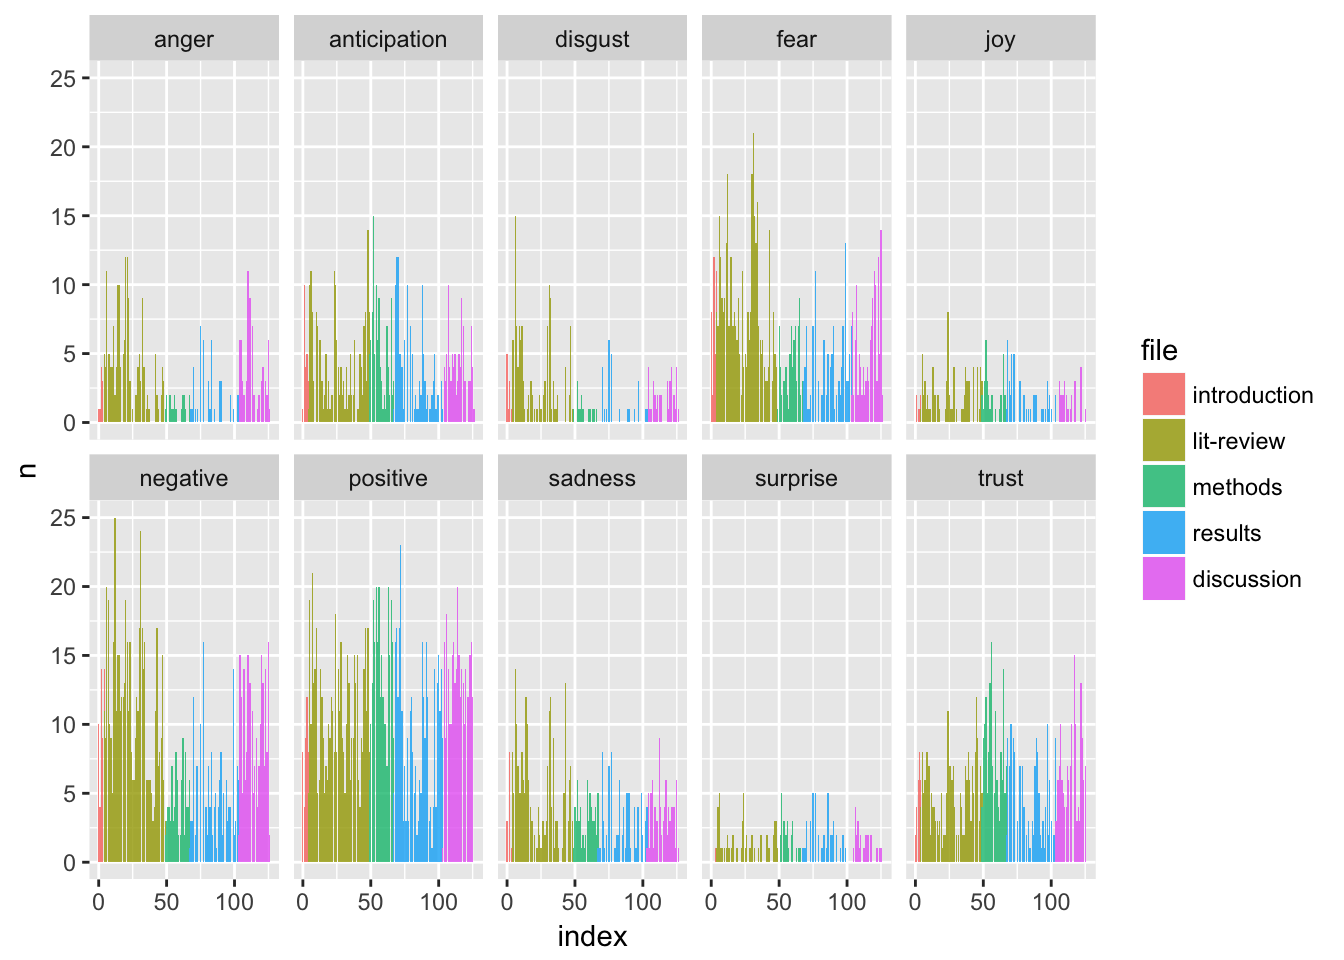 anger anticipation disgust fear joy
25
20
15
10
5
0
n
negative positive sadness surprise trust
25
20
15
10
5
0
0 50 100 0 50 100 0 50 100 0 50 100 0 50 100
index
file
introduction
lit-review
methods
results
discussion